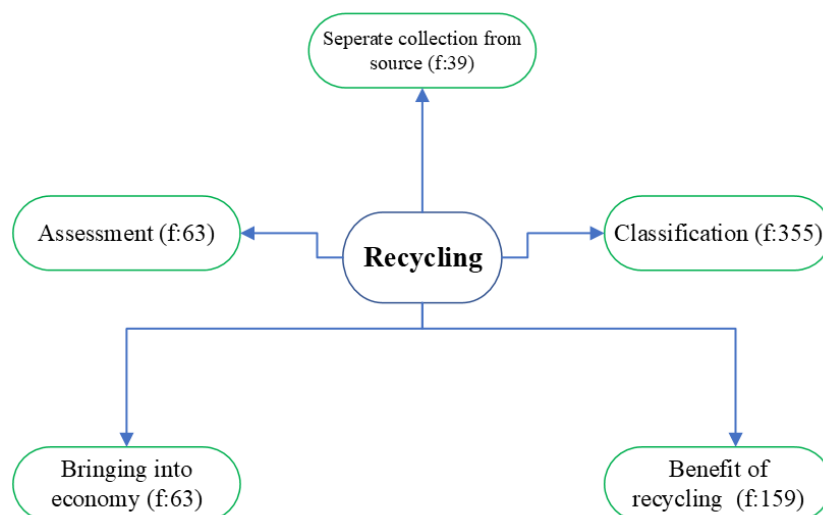 Seperate collection from
source (f:39)
Assessment (f:63)
Recycling
Classification (f:355)
Bringing into
economy (f:63)
Benefit of
recycling (f:159)